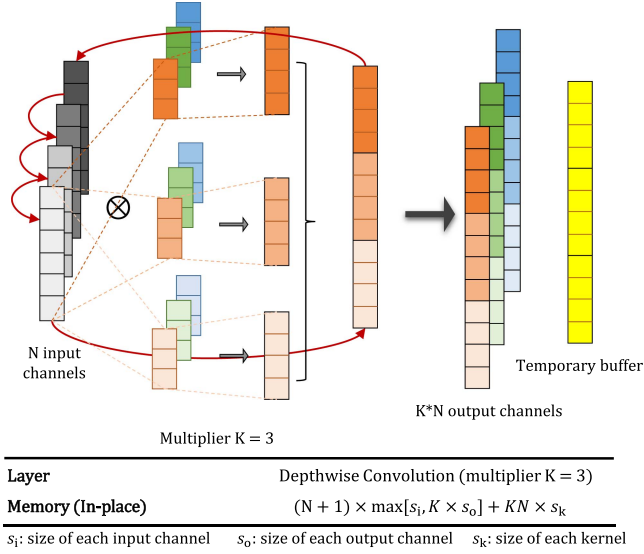 N input
channels
Temporary buffer
K*N output channels
Multiplier K = 3
Layer Depthwise Convolution (multiplier K = 3)
Memory (In-place) (N + 1) × max[sᵢ, K × sₒ] + KN × sₖ
sᵢ: size of each input channel sₒ: size of each output channel sₖ: size of each kernel